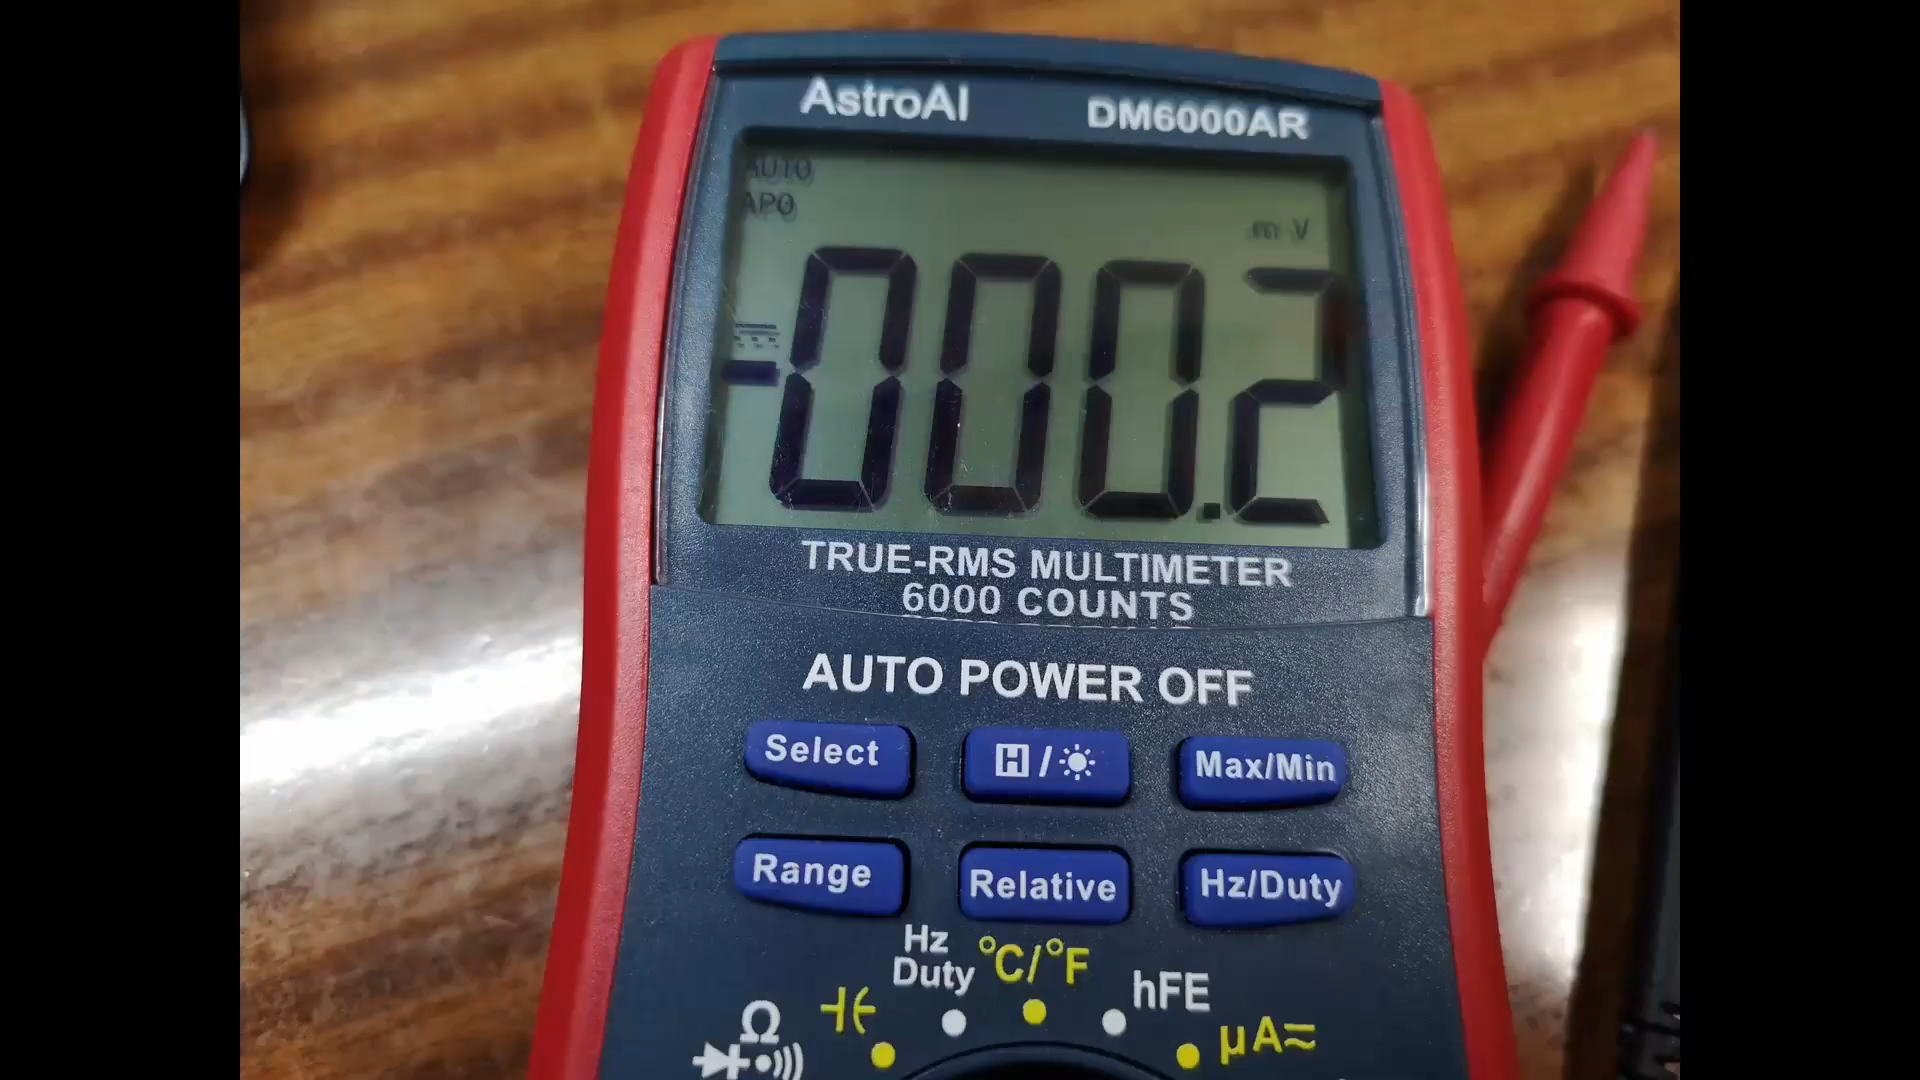 AstroAI DM6000AR
AUTO
APO
m V
-000.2
TRUE-RMS MULTIMETER
6000 COUNTS
AUTO POWER OFF
Select H / Max/Min
Range Relative Hz/Duty
Hz
Duty °C/°F hFE
Ω µA